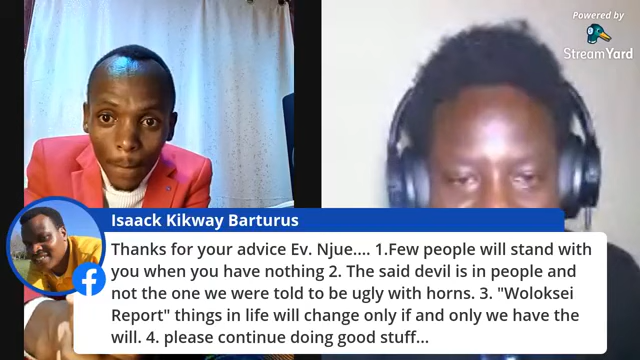 Powered by
StreamYard
Isaack Kikway Barturus
Thanks for your advice Ev. Njue.... 1.Few people will stand with
you when you have nothing 2. The said devil is in people and
not the one we were told to be ugly with horns. 3. "Woloksei
Report" things in life will change only if and only we have the
will. 4. please continue doing good stuff...